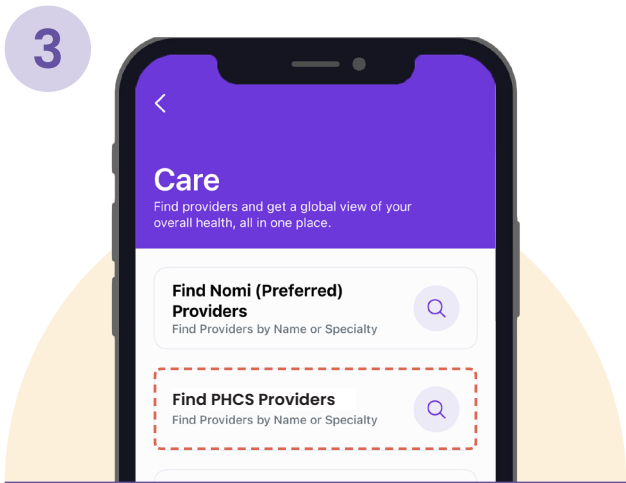 3
Care
Find providers and get a global view of your
overall health, all in one place.
Find Nomi (Preferred)
Providers
Find Providers by Name or Specialty
Find PHCS Providers
Find Providers by Name or Specialty